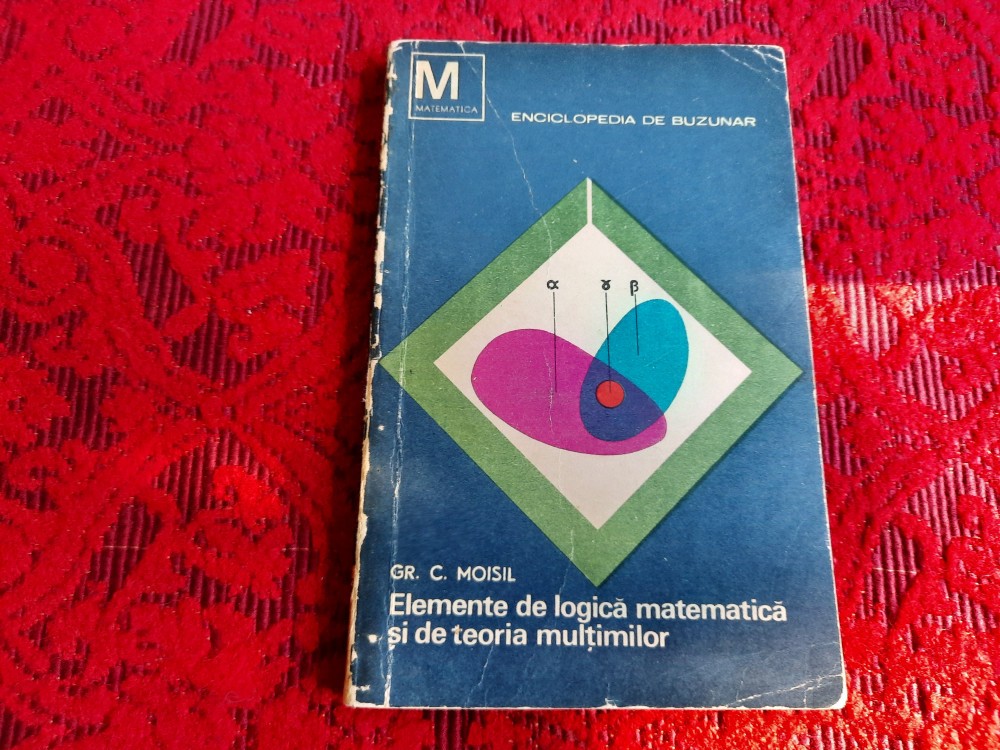 M
MATEMATICA
ENCICLOPEDIA DE BUZUNAR
α ɤ β
GR. C. MOISIL
Elemente de logică matematică
și de teoria mulțimilor